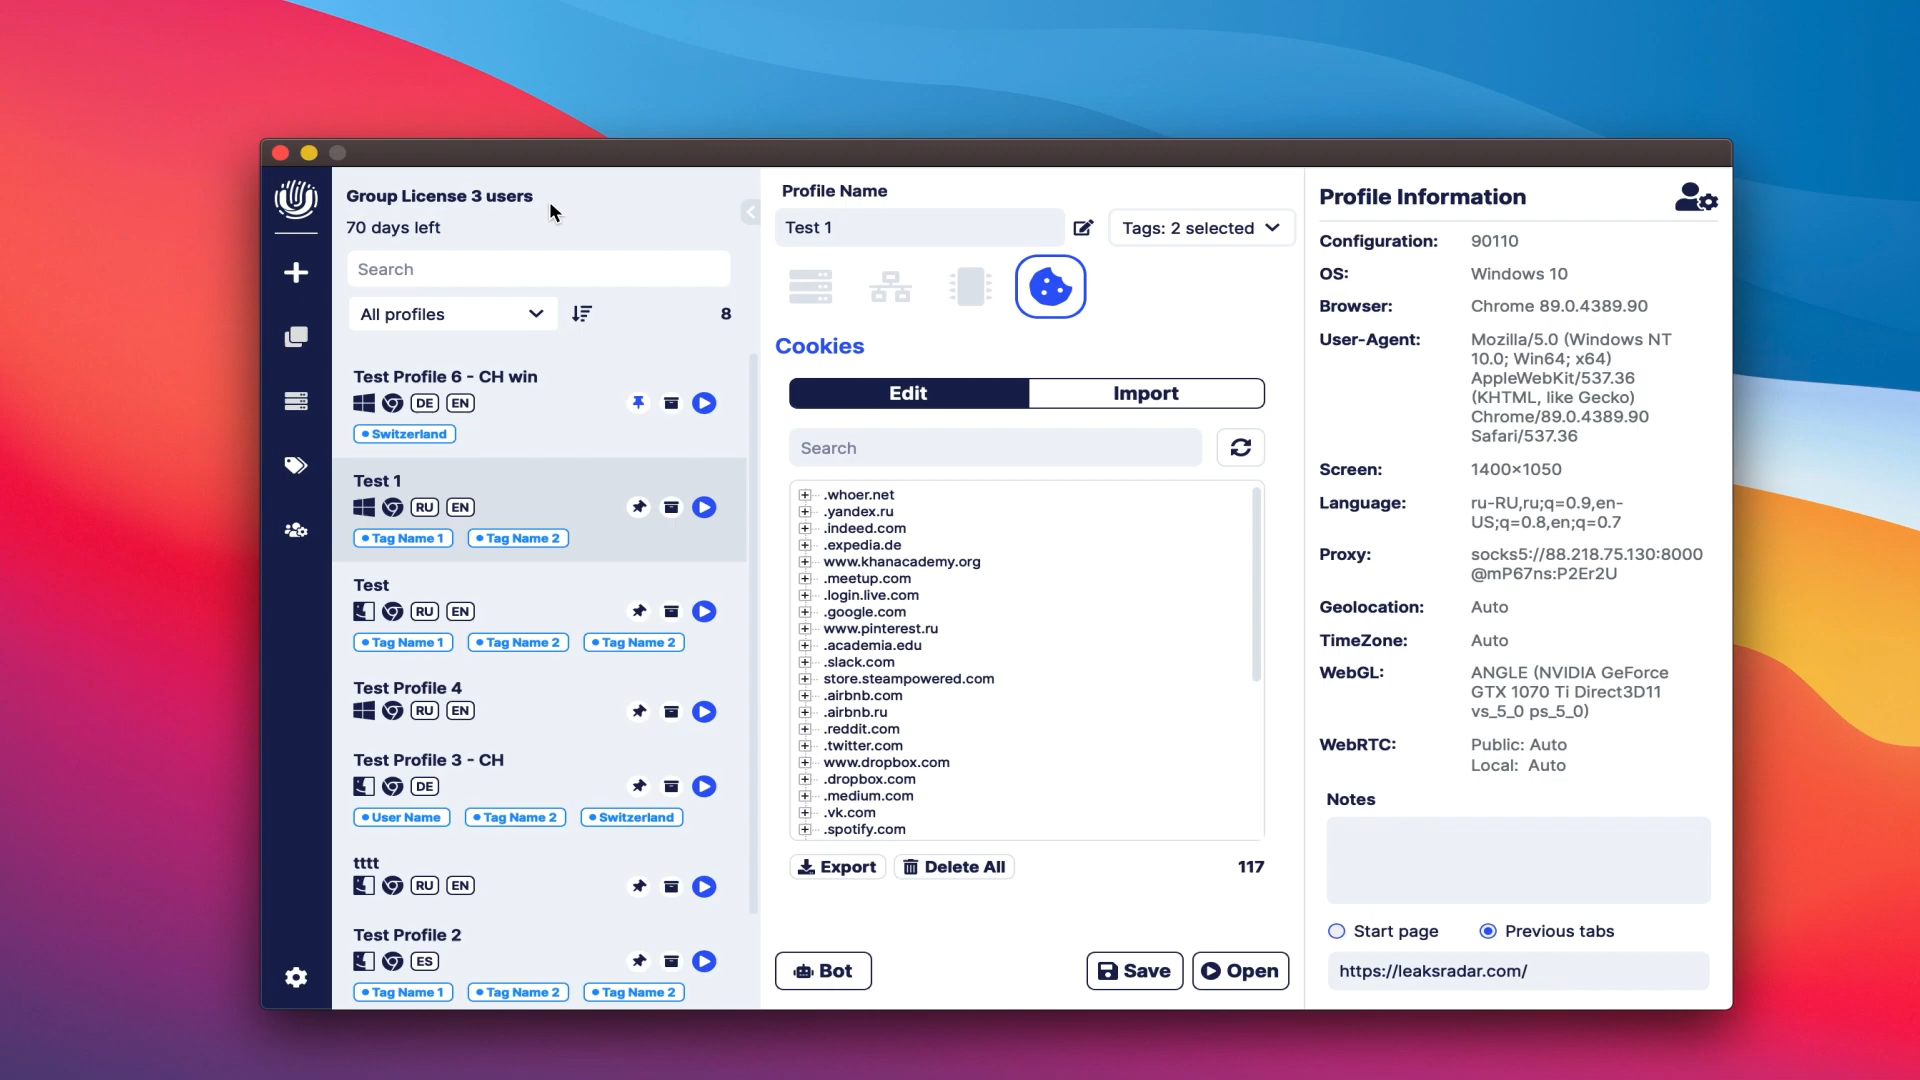 Group License 3 users
70 days left
Search
All profiles
8
Test Profile 6 - CH win
DE EN
Switzerland
Test 1
RU EN
Tag Name 1 Tag Name 2
Test
RU EN
Tag Name 1 Tag Name 2 Tag Name 2
Test Profile 4
RU EN
Test Profile 3 - CH
DE
User Name Tag Name 2 Switzerland
tttt
RU EN
Test Profile 2
ES
Tag Name 1 Tag Name 2 Tag Name 2
Profile Name
Test 1
Tags: 2 selected
Cookies
Edit Import
Search
.whoer.net
.yandex.ru
.indeed.com
.expedia.de
www.khanacademy.org
.meetup.com
.login.live.com
.google.com
www.pinterest.ru
.academia.edu
.slack.com
store.steampowered.com
.airbnb.com
.airbnb.ru
.reddit.com
.twitter.com
www.dropbox.com
.dropbox.com
.medium.com
.vk.com
.spotify.com
Export Delete All 117
Bot Save Open
Profile Information
Configuration: 90110
OS: Windows 10
Browser: Chrome 89.0.4389.90
User-Agent: Mozilla/5.0 (Windows NT
10.0; Win64; x64)
AppleWebKit/537.36
(KHTML, like Gecko)
Chrome/89.0.4389.90
Safari/537.36
Screen: 1400×1050
Language: ru-RU,ru;q=0.9,en-
US;q=0.8,en;q=0.7
Proxy: socks5://88.218.75.130:8000
@mP67ns:P2Er2U
Geolocation: Auto
TimeZone: Auto
WebGL: ANGLE (NVIDIA GeForce
GTX 1070 Ti Direct3D11
vs_5_0 ps_5_0)
WebRTC: Public: Auto
Local: Auto
Notes
Start page Previous tabs
https://leaksradar.com/